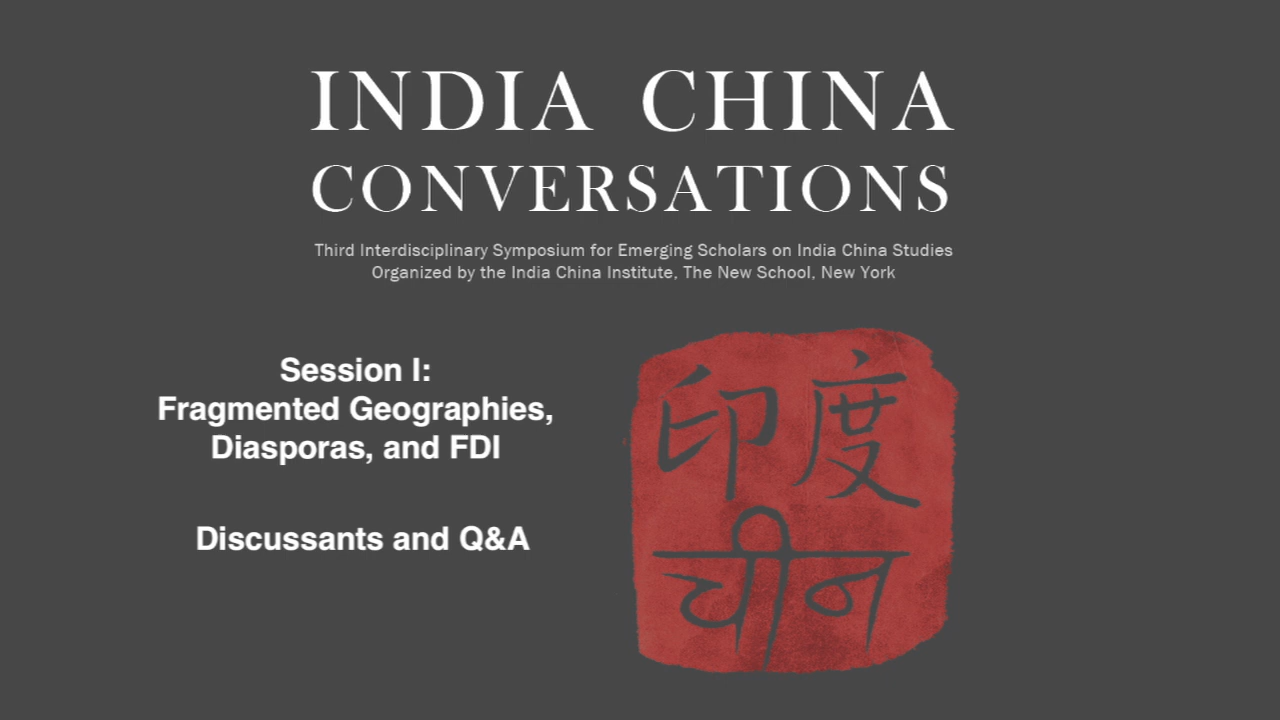 INDIA CHINA
CONVERSATIONS
Third Interdisciplinary Symposium for Emerging Scholars on India China Studies
Organized by the India China Institute, The New School, New York
Session I:
Fragmented Geographies,
Diasporas, and FDI
Discussants and Q&A
印度
चीन